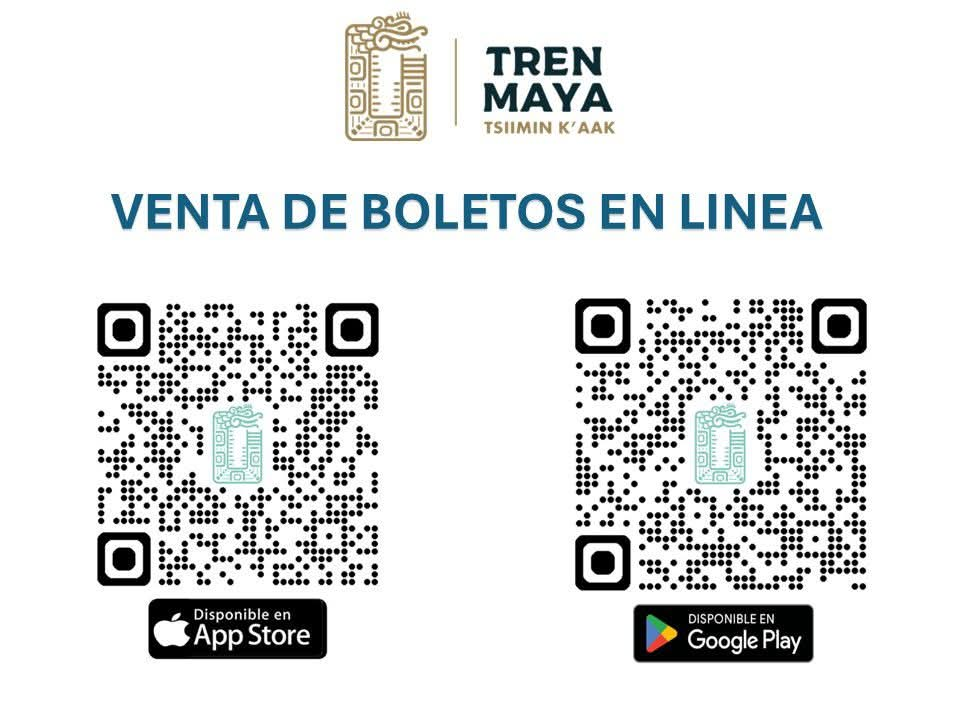 TREN
MAYA
TSIIMIN K'AAK
VENTA DE BOLETOS EN LINEA
Disponible en
App Store
DISPONIBLE EN
Google Play